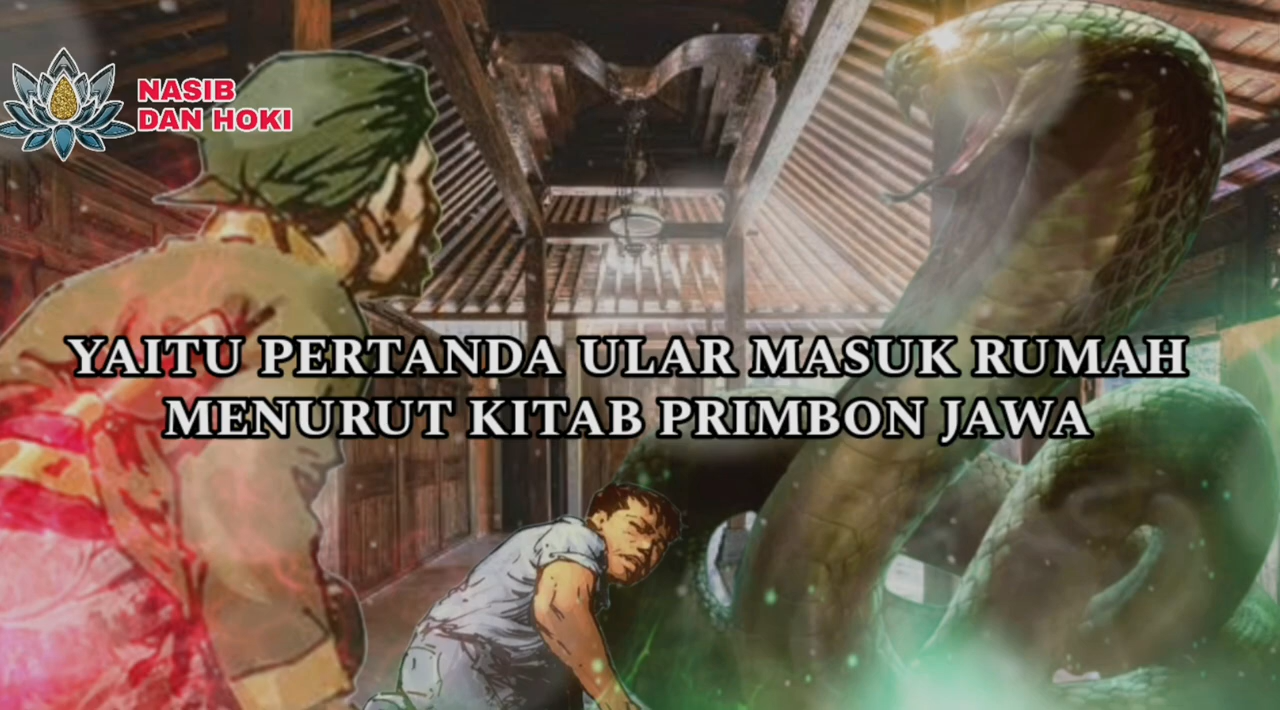 NASIB
DAN HOKI
YAITU PERTANDA ULAR MASUK RUMAH
MENURUT KITAB PRIMBON JAWA